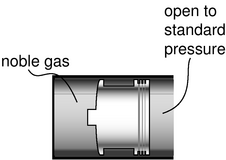 open to
standard
pressure
noble gas